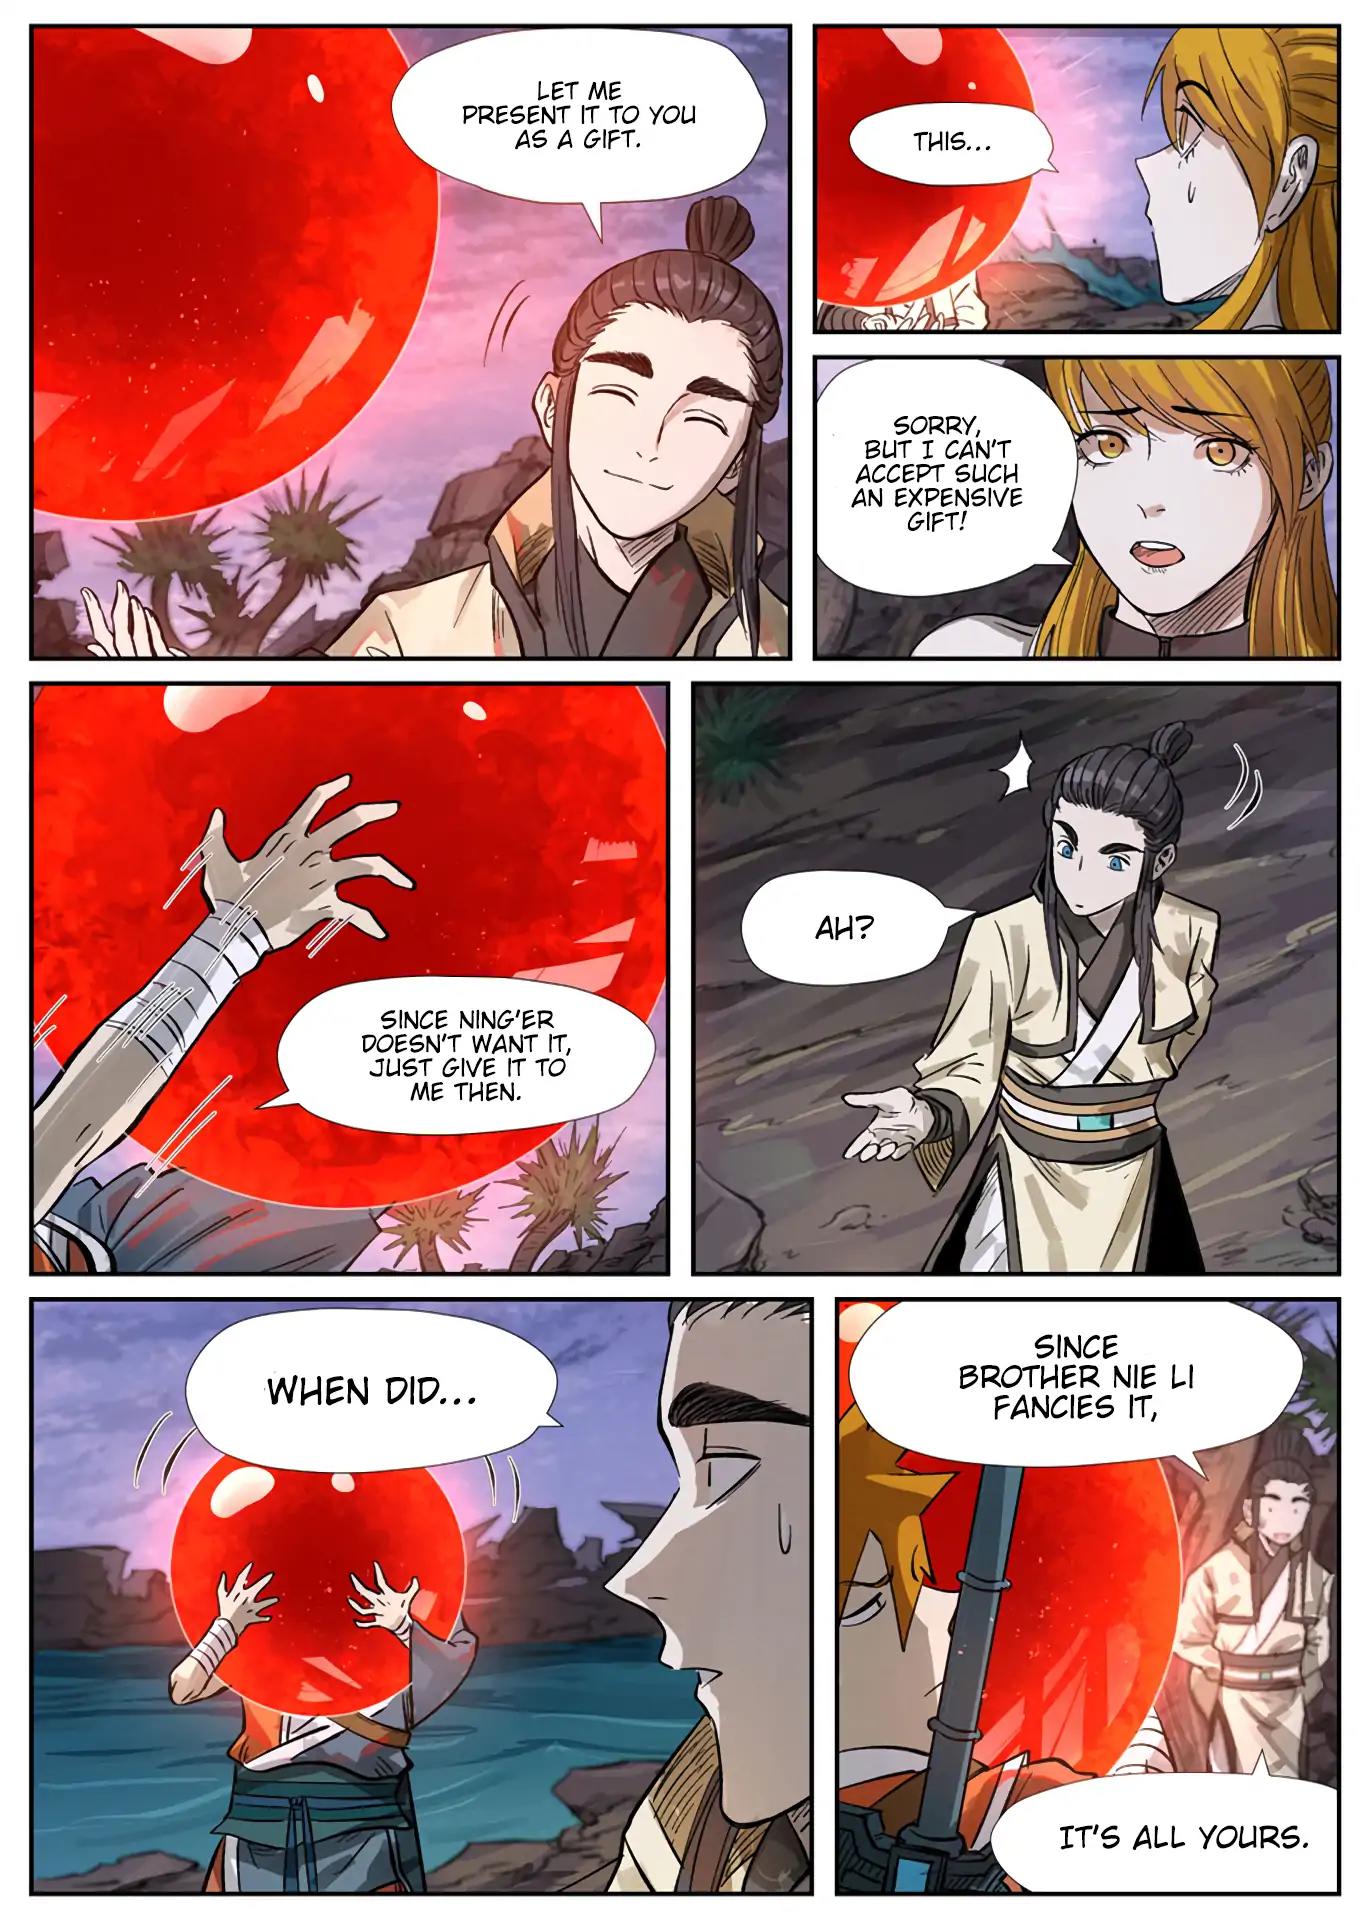 LET ME
PRESENT IT TO YOU
AS A GIFT.
THIS...
SORRY,
BUT I CAN'T
ACCEPT SUCH
AN EXPENSIVE
GIFT!
SINCE NING'ER
DOESN'T WANT IT,
JUST GIVE IT TO
ME THEN.
AH?
WHEN DID...
SINCE
BROTHER NIE LI
FANCIES IT,
IT'S ALL YOURS.